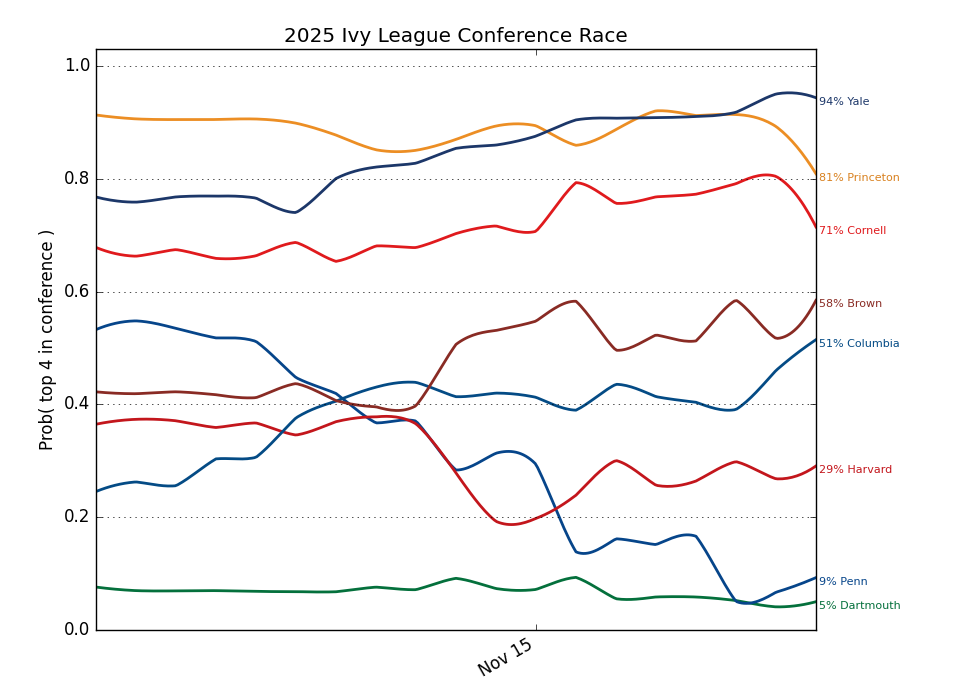 2025 Ivy League Conference Race
Prob( top 4 in conference )
1.0
0.8
0.6
0.4
0.2
0.0
Nov 15
94% Yale
81% Princeton
71% Cornell
58% Brown
51% Columbia
29% Harvard
9% Penn
5% Dartmouth